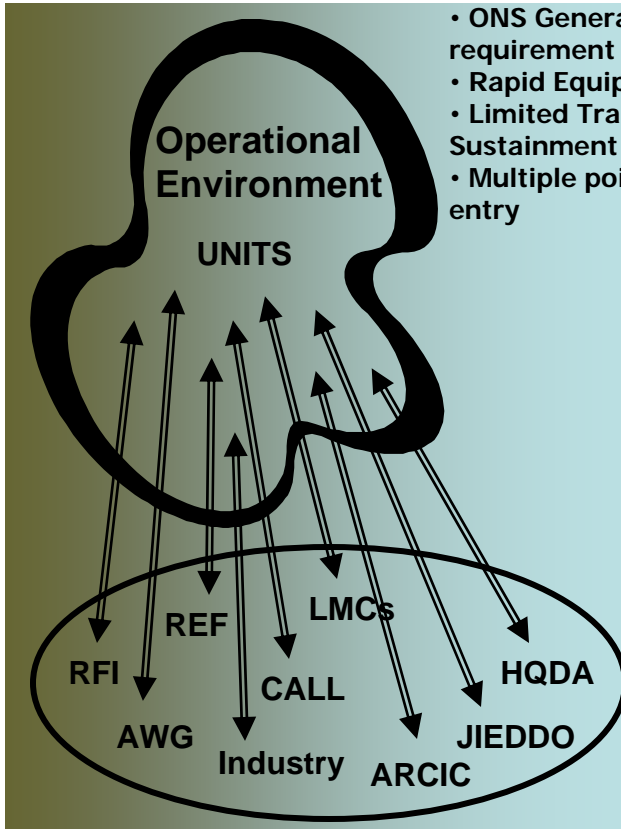 • ONS Genera
requirement
• Rapid Equip
• Limited Tra
Sustainment
• Multiple poi
entry
Operational
Environment
UNITS
LMCs
REF
RFI
CALL
HQDA
AWG
JIEDDO
Industry
ARCIC